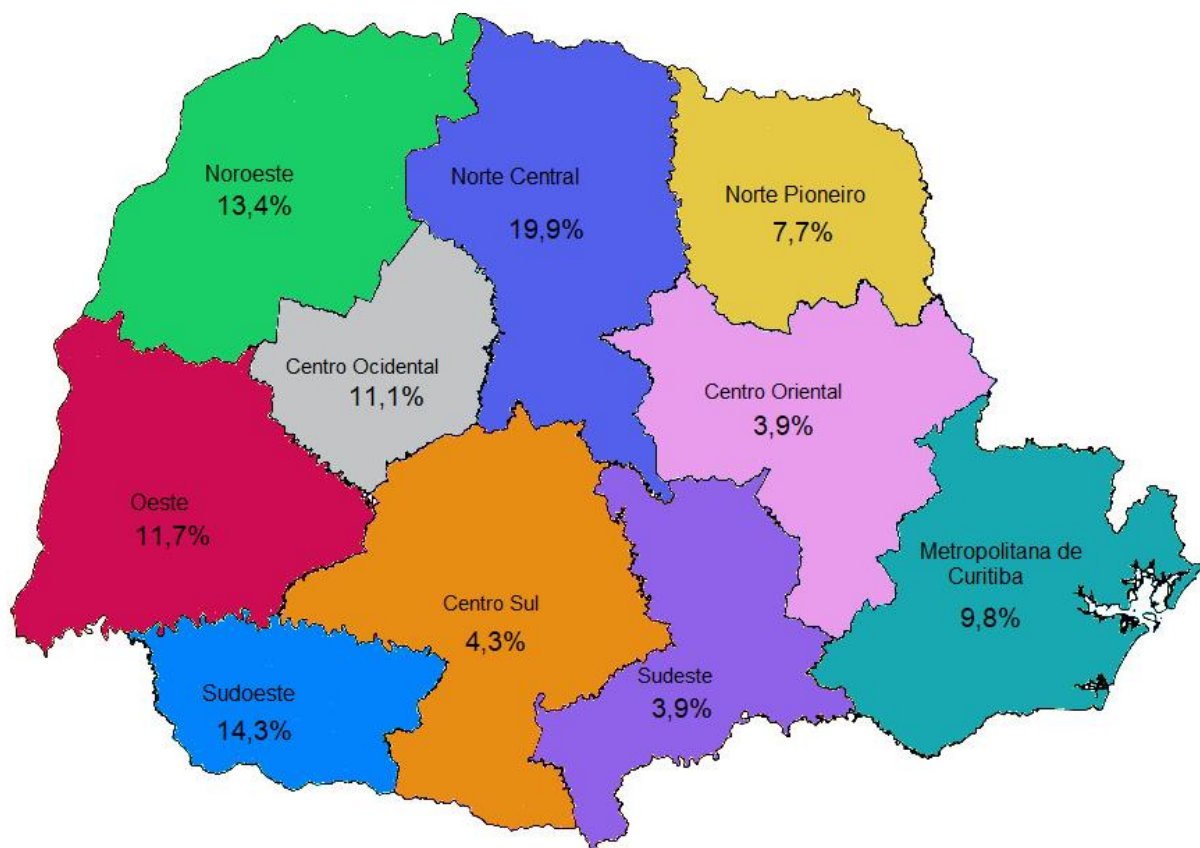 Noroeste
13,4%
Norte Central
19,9%
Norte Pioneiro
7,7%
Centro Ocidental
11,1%
Centro Oriental
3,9%
Oeste
11,7%
Metropolitana de
Curitiba
9,8%
Centro Sul
4,3%
Sudoeste
14,3%
Sudeste
3,9%